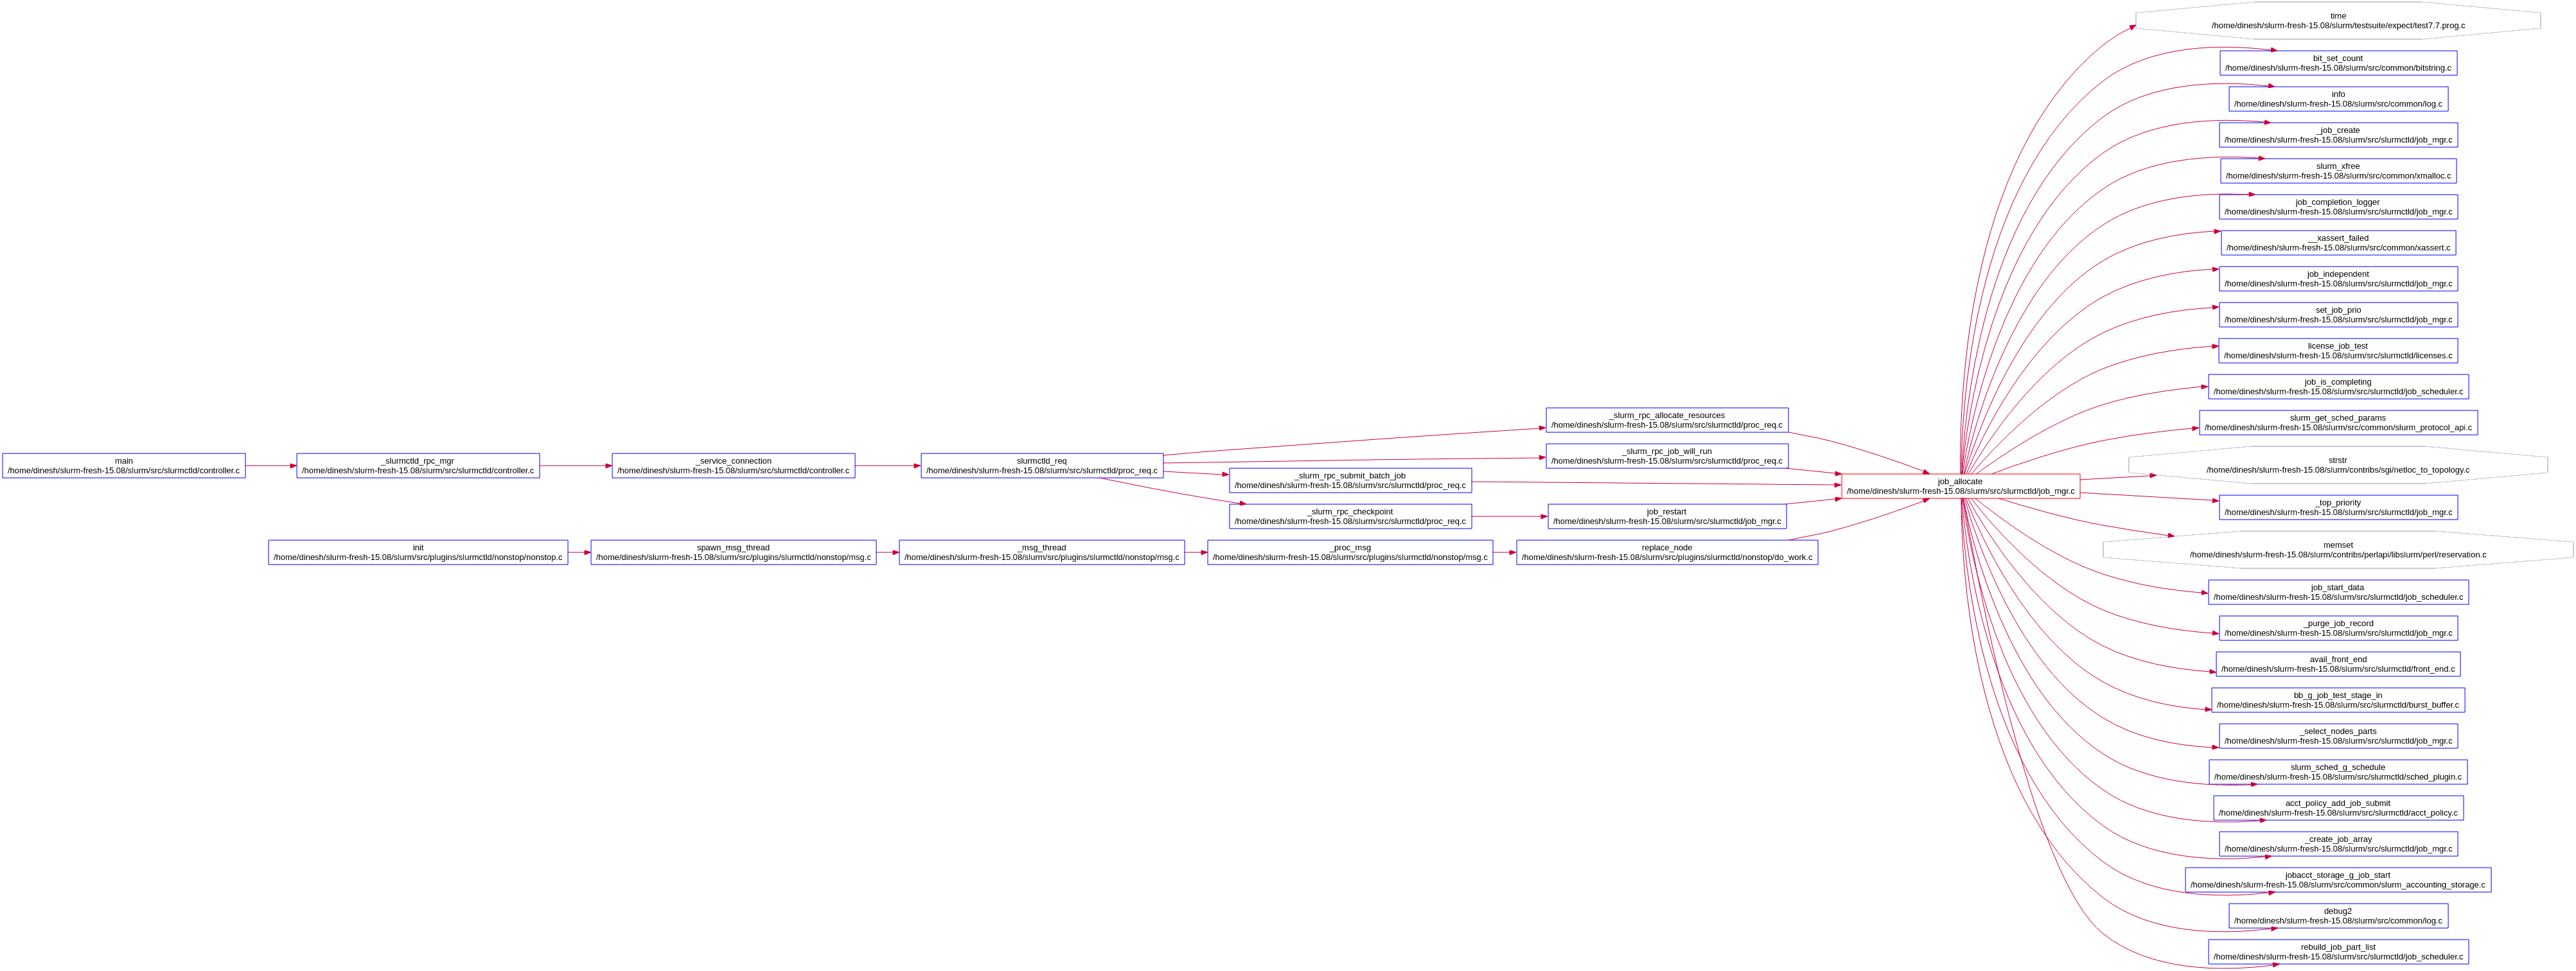 main
/home/dinesh/slurm-fresh-15.08/slurm/src/slurmctld/controller.c
_slurmctld_rpc_mgr
/home/dinesh/slurm-fresh-15.08/slurm/src/slurmctld/controller.c
_service_connection
/home/dinesh/slurm-fresh-15.08/slurm/src/slurmctld/controller.c
slurmctld_req
/home/dinesh/slurm-fresh-15.08/slurm/src/slurmctld/proc_req.c
_slurm_rpc_allocate_resources
/home/dinesh/slurm-fresh-15.08/slurm/src/slurmctld/proc_req.c
_slurm_rpc_job_will_run
/home/dinesh/slurm-fresh-15.08/slurm/src/slurmctld/proc_req.c
_slurm_rpc_submit_batch_job
/home/dinesh/slurm-fresh-15.08/slurm/src/slurmctld/proc_req.c
_slurm_rpc_checkpoint
/home/dinesh/slurm-fresh-15.08/slurm/src/slurmctld/proc_req.c
job_restart
/home/dinesh/slurm-fresh-15.08/slurm/src/slurmctld/job_mgr.c
init
/home/dinesh/slurm-fresh-15.08/slurm/src/plugins/slurmctld/nonstop/nonstop.c
spawn_msg_thread
/home/dinesh/slurm-fresh-15.08/slurm/src/plugins/slurmctld/nonstop/msg.c
_msg_thread
/home/dinesh/slurm-fresh-15.08/slurm/src/plugins/slurmctld/nonstop/msg.c
_proc_msg
/home/dinesh/slurm-fresh-15.08/slurm/src/plugins/slurmctld/nonstop/msg.c
replace_node
/home/dinesh/slurm-fresh-15.08/slurm/src/plugins/slurmctld/nonstop/do_work.c
job_allocate
/home/dinesh/slurm-fresh-15.08/slurm/src/slurmctld/job_mgr.c
time
/home/dinesh/slurm-fresh-15.08/slurm/testsuite/expect/test7.7.prog.c
bit_set_count
/home/dinesh/slurm-fresh-15.08/slurm/src/common/bitstring.c
info
/home/dinesh/slurm-fresh-15.08/slurm/src/common/log.c
_job_create
/home/dinesh/slurm-fresh-15.08/slurm/src/slurmctld/job_mgr.c
slurm_xfree
/home/dinesh/slurm-fresh-15.08/slurm/src/common/xmalloc.c
job_completion_logger
/home/dinesh/slurm-fresh-15.08/slurm/src/slurmctld/job_mgr.c
__xassert_failed
/home/dinesh/slurm-fresh-15.08/slurm/src/common/xassert.c
job_independent
/home/dinesh/slurm-fresh-15.08/slurm/src/slurmctld/job_mgr.c
set_job_prio
/home/dinesh/slurm-fresh-15.08/slurm/src/slurmctld/job_mgr.c
license_job_test
/home/dinesh/slurm-fresh-15.08/slurm/src/slurmctld/licenses.c
job_is_completing
/home/dinesh/slurm-fresh-15.08/slurm/src/slurmctld/job_scheduler.c
slurm_get_sched_params
/home/dinesh/slurm-fresh-15.08/slurm/src/common/slurm_protocol_api.c
strstr
/home/dinesh/slurm-fresh-15.08/slurm/contribs/sgi/netloc_to_topology.c
_top_priority
/home/dinesh/slurm-fresh-15.08/slurm/src/slurmctld/job_mgr.c
memset
/home/dinesh/slurm-fresh-15.08/slurm/contribs/perlapi/libslurm/perl/reservation.c
job_start_data
/home/dinesh/slurm-fresh-15.08/slurm/src/slurmctld/job_scheduler.c
_purge_job_record
/home/dinesh/slurm-fresh-15.08/slurm/src/slurmctld/job_mgr.c
avail_front_end
/home/dinesh/slurm-fresh-15.08/slurm/src/slurmctld/front_end.c
bb_g_job_test_stage_in
/home/dinesh/slurm-fresh-15.08/slurm/src/slurmctld/burst_buffer.c
_select_nodes_parts
/home/dinesh/slurm-fresh-15.08/slurm/src/slurmctld/job_mgr.c
slurm_sched_g_schedule
/home/dinesh/slurm-fresh-15.08/slurm/src/slurmctld/sched_plugin.c
acct_policy_add_job_submit
/home/dinesh/slurm-fresh-15.08/slurm/src/slurmctld/acct_policy.c
_create_job_array
/home/dinesh/slurm-fresh-15.08/slurm/src/slurmctld/job_mgr.c
jobacct_storage_g_job_start
/home/dinesh/slurm-fresh-15.08/slurm/src/common/slurm_accounting_storage.c
debug2
/home/dinesh/slurm-fresh-15.08/slurm/src/common/log.c
rebuild_job_part_list
/home/dinesh/slurm-fresh-15.08/slurm/src/slurmctld/job_scheduler.c